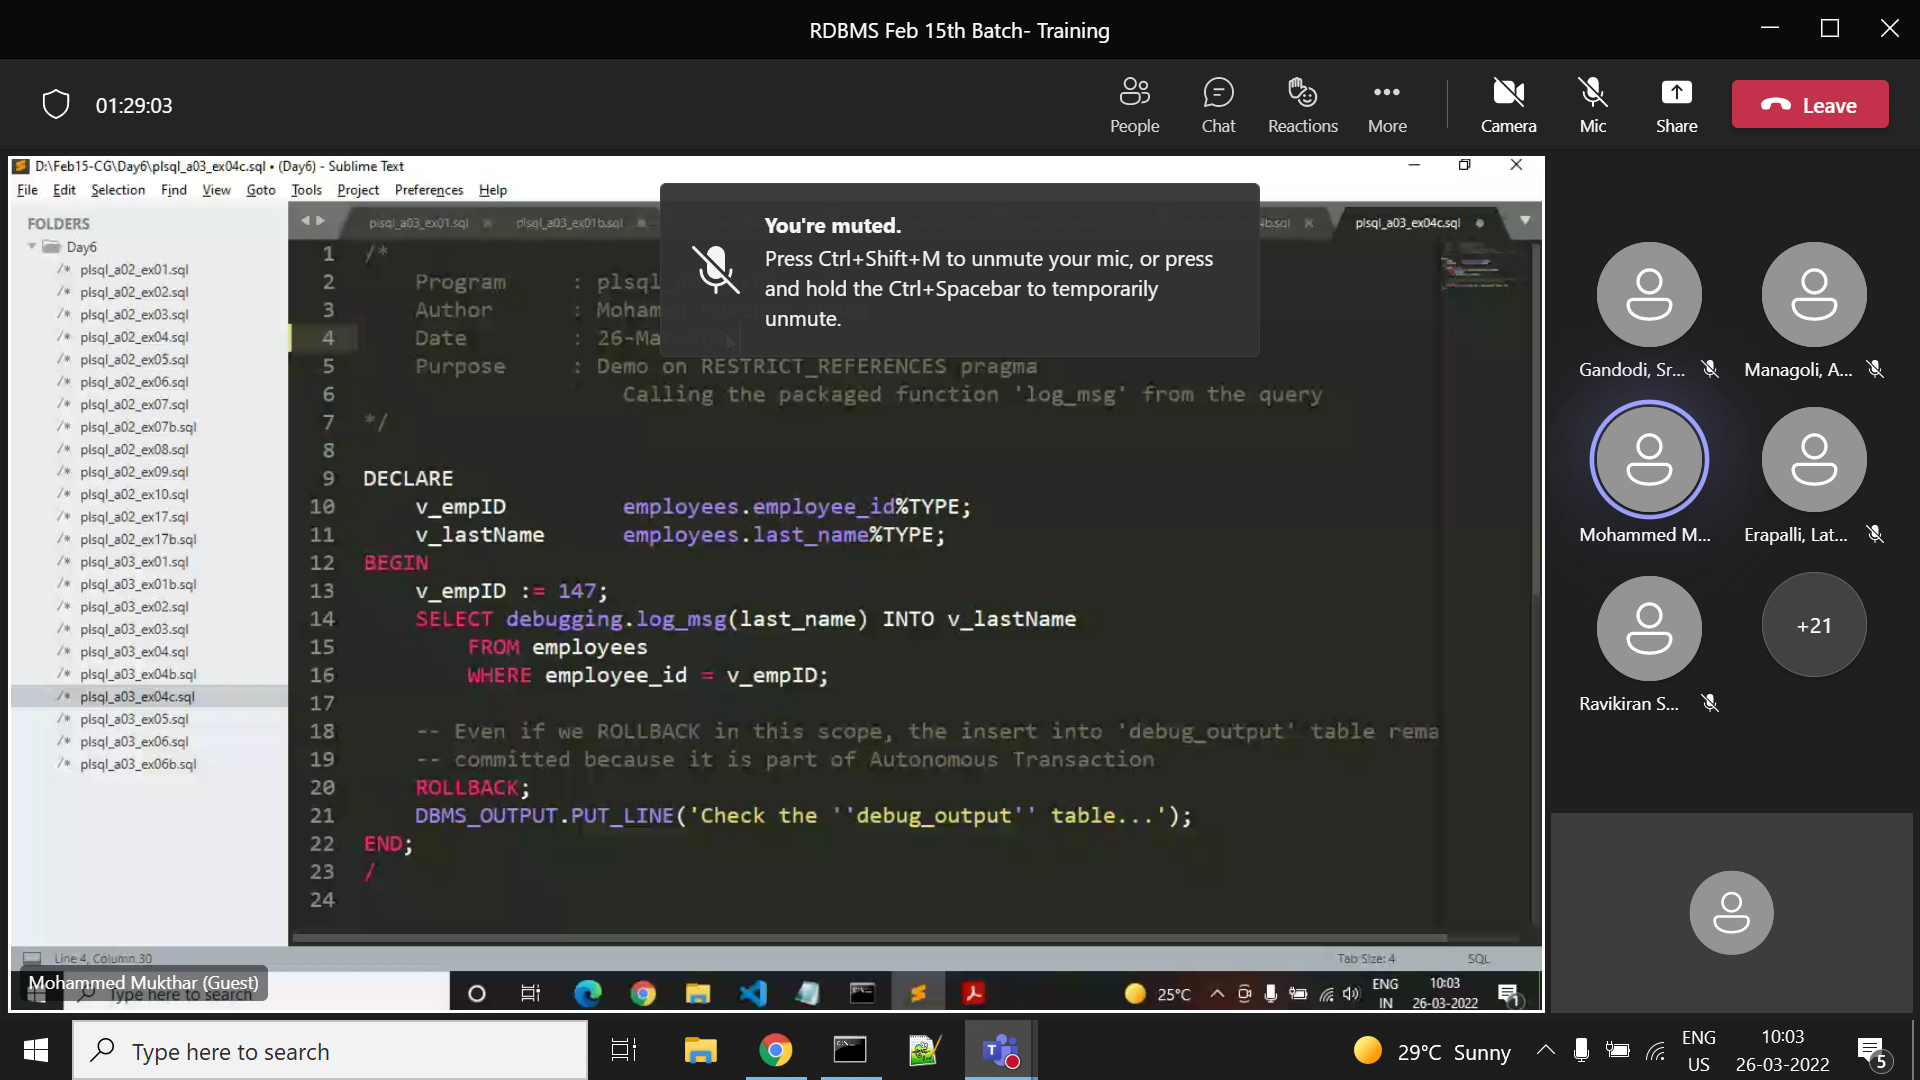 RDBMS Feb 15th Batch- Training
01:29:03
People
Chat
Reactions
More
Camera
Mic
Share
Leave
D:\Feb15-CG\Day6\plsql_a03_ex04c.sql • (Day6) - Sublime Text
File Edit Selection Find View Goto Tools Project Preferences Help
FOLDERS
Day6
/* plsql_a02_ex01.sql
/* plsql_a02_ex02.sql
/* plsql_a02_ex03.sql
/* plsql_a02_ex04.sql
/* plsql_a02_ex05.sql
/* plsql_a02_ex06.sql
/* plsql_a02_ex07.sql
/* plsql_a02_ex07b.sql
/* plsql_a02_ex08.sql
/* plsql_a02_ex09.sql
/* plsql_a02_ex10.sql
/* plsql_a02_ex17.sql
/* plsql_a02_ex17b.sql
/* plsql_a03_ex01.sql
/* plsql_a03_ex01b.sql
/* plsql_a03_ex02.sql
/* plsql_a03_ex03.sql
/* plsql_a03_ex04.sql
/* plsql_a03_ex04b.sql
/* plsql_a03_ex04c.sql
/* plsql_a03_ex05.sql
/* plsql_a03_ex06.sql
/* plsql_a03_ex06b.sql
plsql_a03_ex01.sql
plsql_a03_ex01b.sql
4b.sql
plsql_a03_ex04c.sql
You're muted.
Press Ctrl+Shift+M to unmute your mic, or press
and hold the Ctrl+Spacebar to temporarily
unmute.
1 /*
2 Program : plsql
3 Author : Mohamm
4 Date : 26-Mar
5 Purpose : Demo on RESTRICT_REFERENCES pragma
6 Calling the packaged function 'log_msg' from the query
7 */
8
9 DECLARE
10 v_empID employees.employee_id%TYPE;
11 v_lastName employees.last_name%TYPE;
12 BEGIN
13 v_empID := 147;
14 SELECT debugging.log_msg(last_name) INTO v_lastName
15 FROM employees
16 WHERE employee_id = v_empID;
17
18 -- Even if we ROLLBACK in this scope, the insert into 'debug_output' table rema
19 -- committed because it is part of Autonomous Transaction
20 ROLLBACK;
21 DBMS_OUTPUT.PUT_LINE('Check the ''debug_output'' table...');
22 END;
23 /
24
Line 4, Column 30
Tab Size: 4
SQL
Mohammed Mukthar (Guest)
Type here to search
25°C
ENG
IN
10:03
26-03-2022
1
Gandodi, Sr...
Managoli, A...
Mohammed M...
Erapalli, Lat...
Ravikiran S...
+21
Type here to search
29°C Sunny
ENG
US
10:03
26-03-2022
5